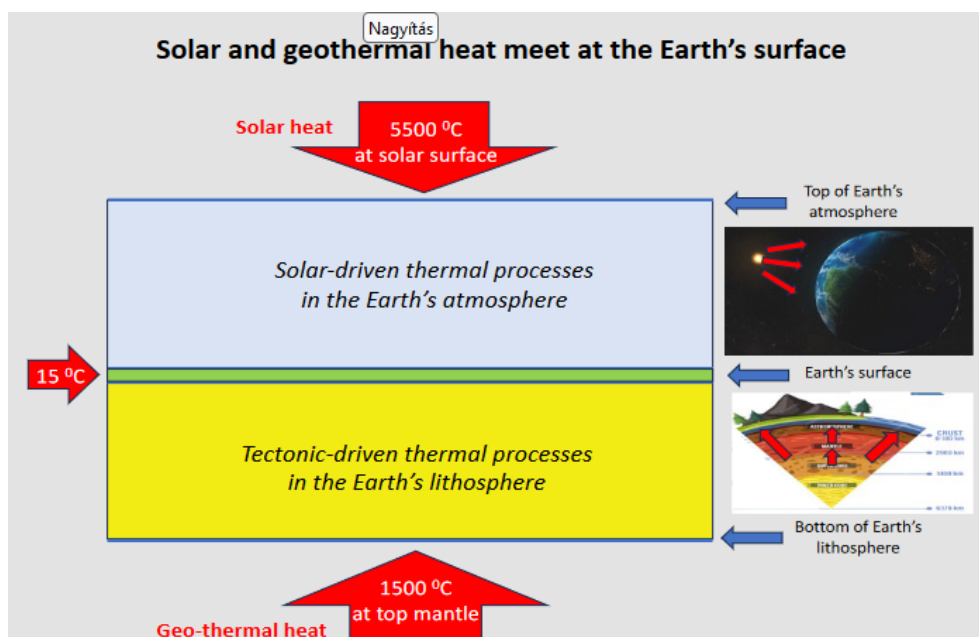 Nagyítás
Solar and geothermal heat meet at the Earth's surface
Solar heat
5500 ⁰C
at solar surface
Top of Earth's
atmosphere
Solar-driven thermal processes
in the Earth's atmosphere
15 ⁰C
Earth's surface
Tectonic-driven thermal processes
in the Earth's lithosphere
CRUST
MANTLE
Bottom of Earth's
lithosphere
1500 ⁰C
at top mantle
Geo-thermal heat